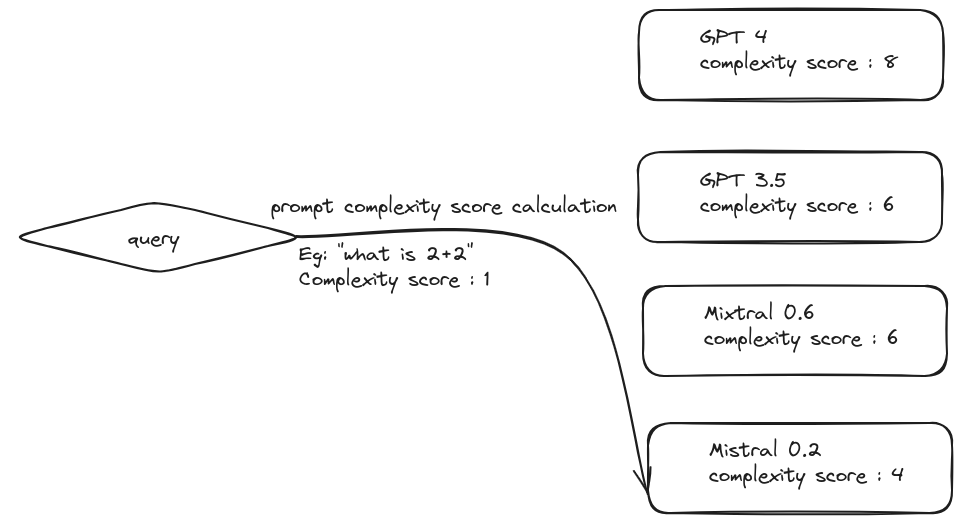 GPT 4
complexity score : 8
GPT 3.5
complexity score : 6
prompt complexity score calculation
query
Eg: "what is 2+2"
Complexity score : 1
Mixtral 0.6
complexity score : 6
Mistral 0.2
complexity score : 4